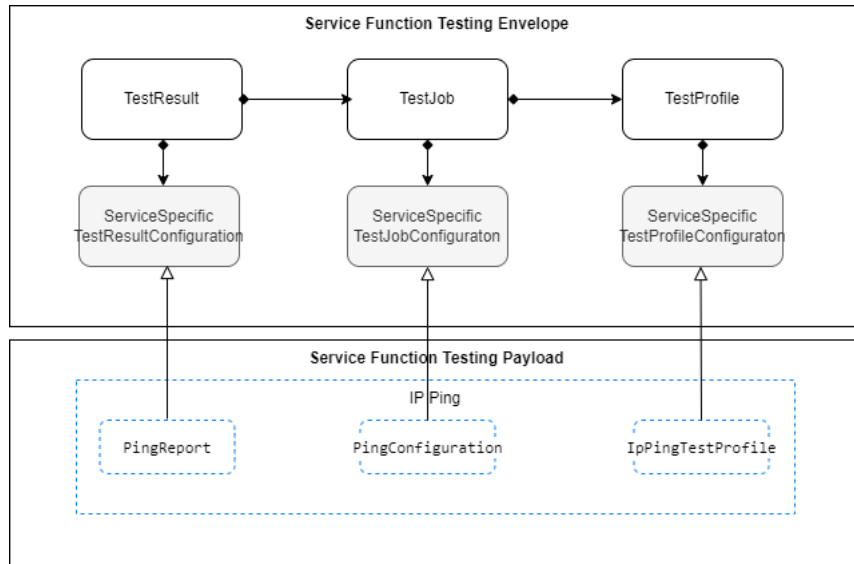 Service Function Testing Envelope
TestResult
TestJob
TestProfile
ServiceSpecific
TestResultConfiguration
ServiceSpecific
TestJobConfiguraton
ServiceSpecific
TestProfileConfiguraton
Service Function Testing Payload
IP Ping
PingReport
PingConfiguration
IpPingTestProfile